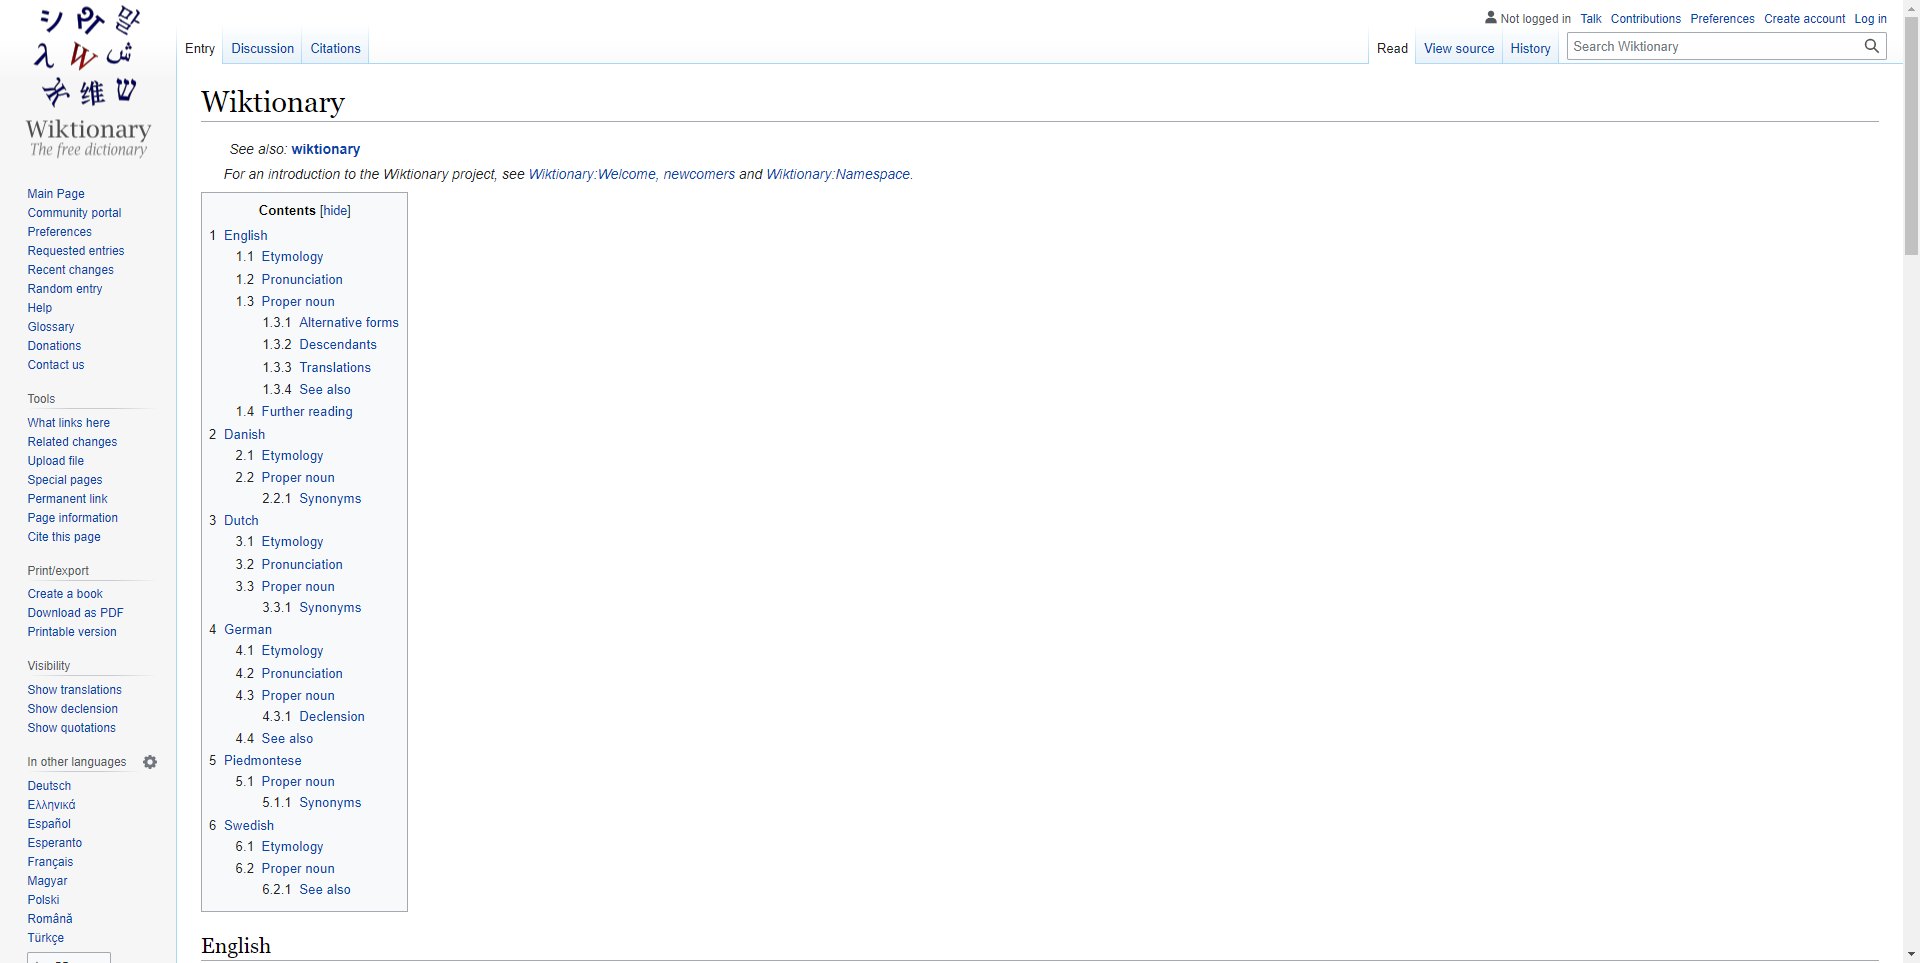 Wiktionary
The free dictionary
Main Page
Community portal
Preferences
Requested entries
Recent changes
Random entry
Help
Glossary
Donations
Contact us
Tools
What links here
Related changes
Upload file
Special pages
Permanent link
Page information
Cite this page
Print/export
Create a book
Download as PDF
Printable version
Visibility
Show translations
Show declension
Show quotations
In other languages
Deutsch
Ελληνικά
Español
Esperanto
Français
Magyar
Polski
Română
Türkçe
Not logged in Talk Contributions Preferences Create account Log in
Entry Discussion Citations Read View source History Search Wiktionary
Wiktionary
See also: wiktionary
For an introduction to the Wiktionary project, see Wiktionary:Welcome, newcomers and Wiktionary:Namespace.
Contents [hide]
1 English
1.1 Etymology
1.2 Pronunciation
1.3 Proper noun
1.3.1 Alternative forms
1.3.2 Descendants
1.3.3 Translations
1.3.4 See also
1.4 Further reading
2 Danish
2.1 Etymology
2.2 Proper noun
2.2.1 Synonyms
3 Dutch
3.1 Etymology
3.2 Pronunciation
3.3 Proper noun
3.3.1 Synonyms
4 German
4.1 Etymology
4.2 Pronunciation
4.3 Proper noun
4.3.1 Declension
4.4 See also
5 Piedmontese
5.1 Proper noun
5.1.1 Synonyms
6 Swedish
6.1 Etymology
6.2 Proper noun
6.2.1 See also
English